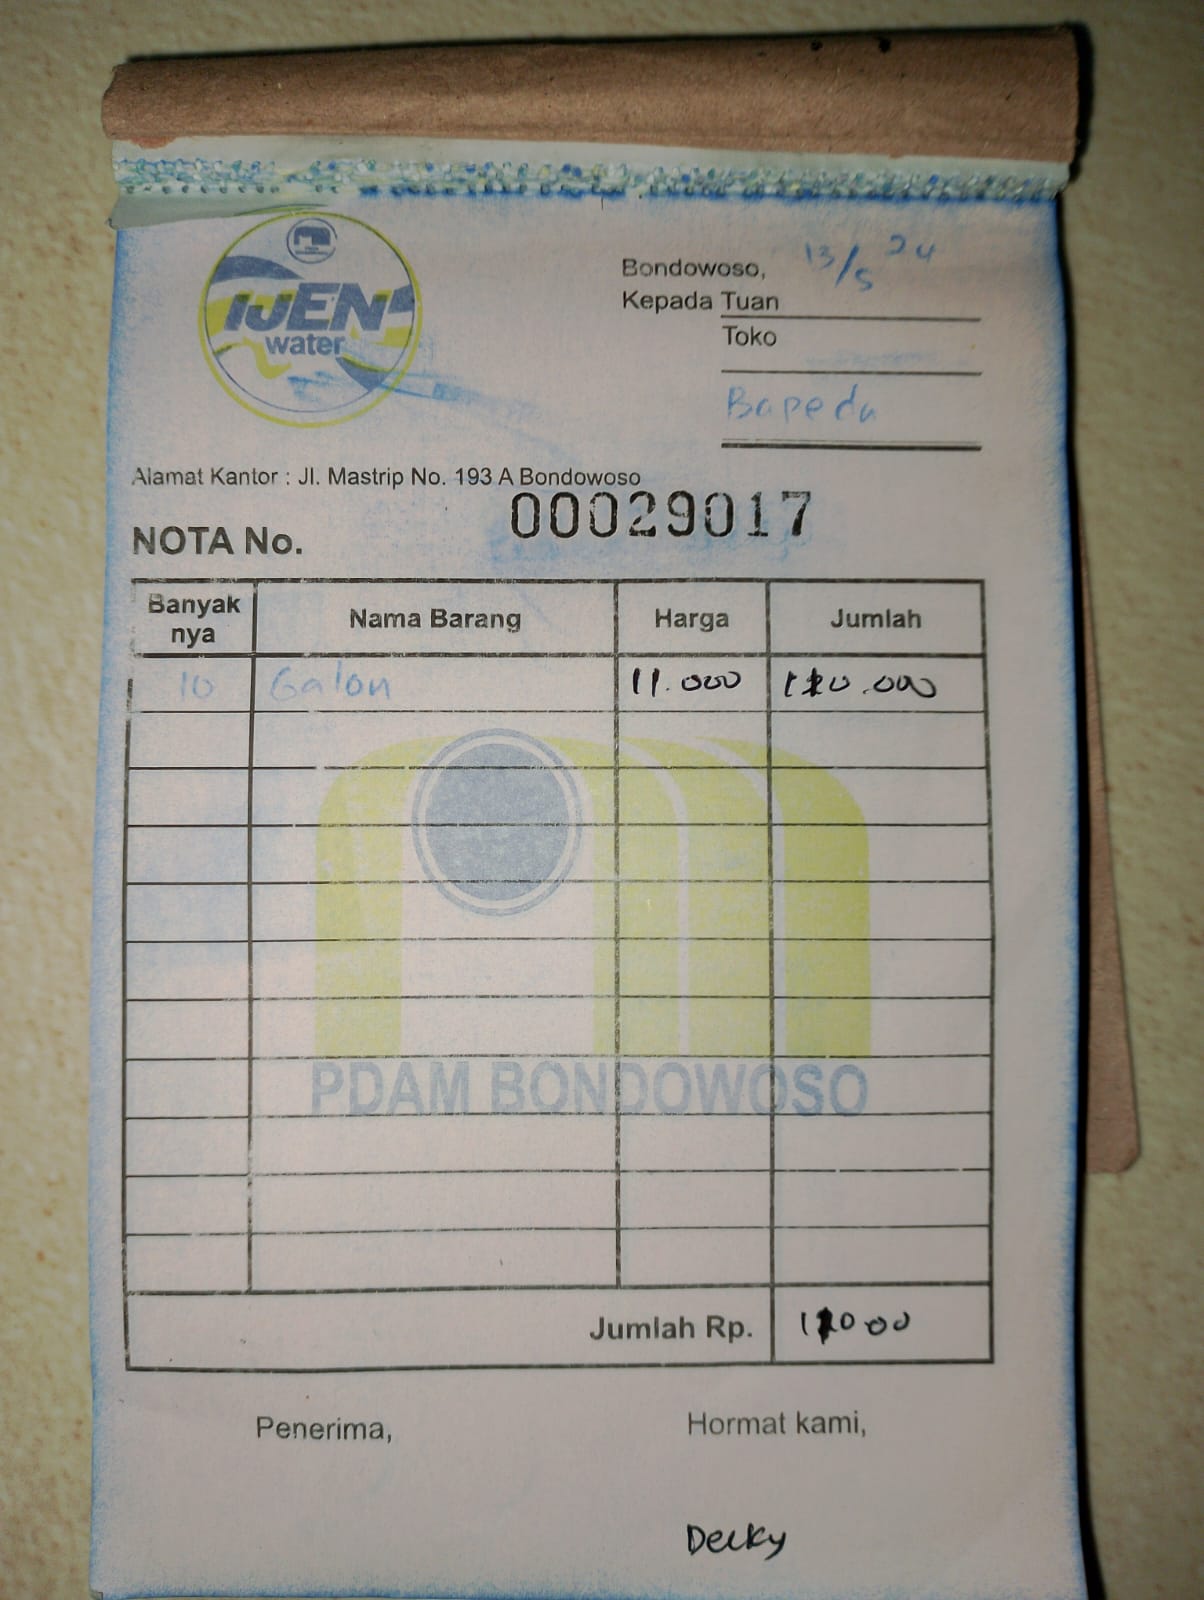 IJEN
water
Bondowoso, 13/5 24
Kepada Tuan
Toko
Bapeda
Alamat Kantor : Jl. Mastrip No. 193 A Bondowoso
NOTA No. 00029017
Banyak nya Nama Barang Harga Jumlah
10 Galon 11.000 110.000
PDAM BONDOWOSO
Jumlah Rp. 11000
Penerima, Hormat kami,
Decky